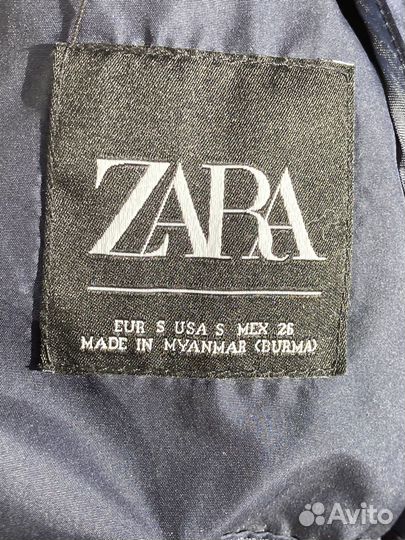 ZARA
EUR S USA S MEX 26
MADE IN MYANMAR (BURMA)
Avito